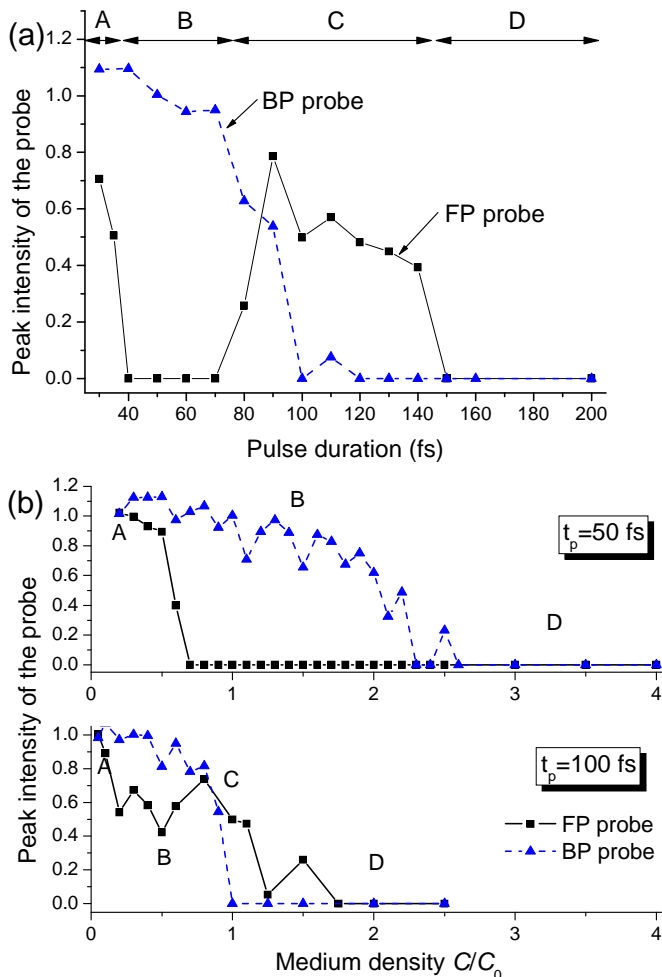 (a)
A B C D
1.2
1.0
0.8
0.6
0.4
0.2
0.0
Peak intensity of the probe
BP probe
FP probe
40 60 80 100 120 140 160 180 200
Pulse duration (fs)
(b)
1.2
1.0
0.8
0.6
0.4
0.2
0.0
A
B
D
t_p=50 fs
0 1 2 3 4
Peak intensity of the probe
1.0
0.8
0.6
0.4
0.2
0.0
A
B
C
D
t_p=100 fs
FP probe
BP probe
0 1 2 3 4
Medium density C/C_0